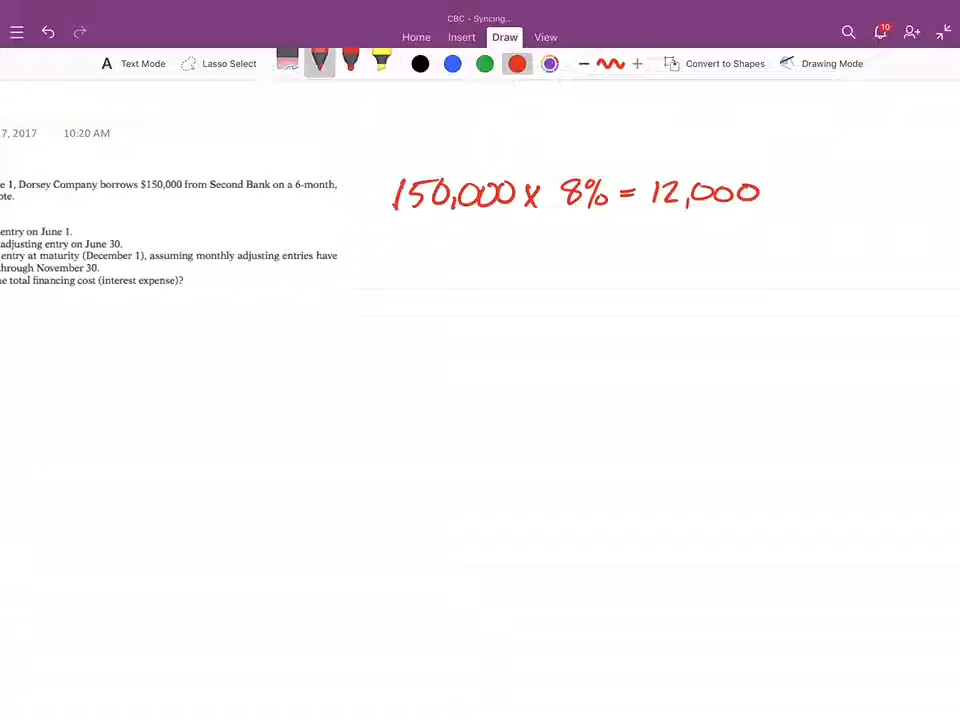 CBC - Syncing...
Home Insert Draw View
10
Text Mode Lasso Select Convert to Shapes Drawing Mode
7, 2017 10:20 AM
e 1, Dorsey Company borrows $150,000 from Second Bank on a 6-month,
ote.
entry on June 1.
adjusting entry on June 30.
entry at maturity (December 1), assuming monthly adjusting entries have
through November 30.
e total financing cost (interest expense)?
150,000 x 8% = 12,000